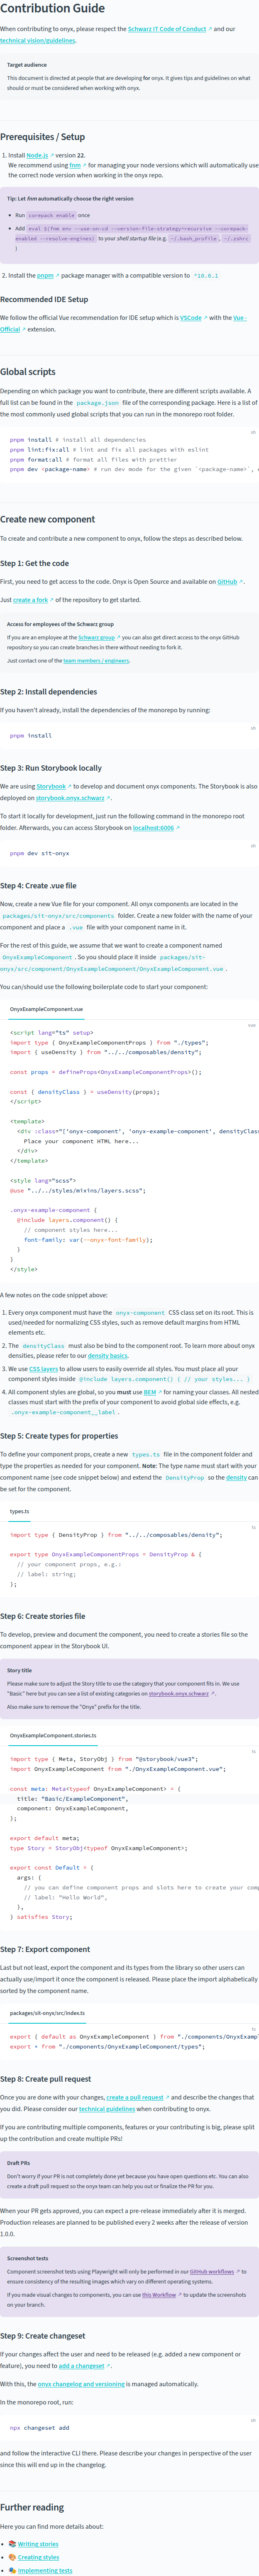 Contribution Guide
When contributing to onyx, please respect the Schwarz IT Code of Conduct ↗ and our
technical vision/guidelines.
Target audience
This document is directed at people that are developing for onyx. It gives tips and guidelines on what
should or must be considered when working with onyx.
Prerequisites / Setup
1. Install Node.js ↗ version 22.
We recommend using fnm ↗ for managing your node versions which will automatically use
the correct node version when working in the onyx repo.
Tip: Let fnm automatically choose the right version
• Run corepack enable once
• Add eval $(fnm env --use-on-cd --version-file-strategy=recursive --corepack-
enabled --resolve-engines) to your shell startup file (e.g. ~/.bash_profile, ~/.zshrc
)
2. Install the pnpm ↗ package manager with a compatible version to
Recommended IDE Setup
We follow the official Vue recommendation for IDE setup which is VSCode ↗ with the Vue -
Official ↗ extension.
Global scripts
Depending on which package you want to contribute, there are different scripts available. A
full list can be found in the package.json file of the corresponding package. Here is a list of
the most commonly used global scripts that you can run in the monorepo root folder.
sh
pnpm install # install all dependencies
pnpm lint:fix:all # lint and fix all packages with eslint
pnpm format:all # format all files with prettier
pnpm dev <package-name> # run dev mode for the given `<package-name>`,
Create new component
To create and contribute a new component to onyx, follow the steps as described below.
Step 1: Get the code
First, you need to get access to the code. Onyx is Open Source and available on GitHub ↗.
Just create a fork ↗ of the repository to get started.
Access for employees of the Schwarz group
If you are an employee at the Schwarz group ↗ you can also get direct access to the onyx GitHub
repository so you can create branches in there without needing to fork it.
Just contact one of the team members / engineers.
Step 2: Install dependencies
If you haven't already, install the dependencies of the monorepo by running:
sh
pnpm install
Step 3: Run Storybook locally
We are using Storybook ↗ to develop and document onyx components. The Storybook is also
deployed on storybook.onyx.schwarz ↗.
To start it locally for development, just run the following command in the monorepo root
folder. Afterwards, you can access Storybook on localhost:6006 ↗
sh
pnpm dev sit-onyx
Step 4: Create .vue file
Now, create a new Vue file for your component. All onyx components are located in the
packages/sit-onyx/src/components folder. Create a new folder with the name of your
component and place a .vue file with your component name in it.
For the rest of this guide, we assume that we want to create a component named
OnyxExampleComponent . So you should place it inside packages/sit-
onyx/src/component/OnyxExampleComponent/OnyxExampleComponent.vue .
You can/should use the following boilerplate code to start your component:
OnyxExampleComponent.vue
vue
<script lang="ts" setup>
import type { OnyxExampleComponentProps } from "./types";
import { useDensity } from "../../composables/density";
const props = defineProps<OnyxExampleComponentProps>();
const { densityClass } = useDensity(props);
</script>
<template>
<div :class="['onyx-component', 'onyx-example-component', densityClas
Place your component HTML here...
</div>
</template>
<style lang="scss">
@use "../../styles/mixins/layers.scss";
.onyx-example-component {
@include layers.component() {
// component styles here...
font-family: var(--onyx-font-family);
}
}
</style>
A few notes on the code snippet above:
1. Every onyx component must have the onyx-component CSS class set on its root. This is
used/needed for normalizing CSS styles, such as remove default margins from HTML
elements etc.
2. The densityClass must also be bind to the component root. To learn more about onyx
densities, please refer to our density basics.
3. We use CSS layers to allow users to easily override all styles. You must place all your
component styles inside @include layers.component() { // your styles... }
4. All component styles are global, so you must use BEM ↗ for naming your classes. All nested
classes must start with the prefix of your component to avoid global side effects, e.g.
.onyx-example-component__label .
Step 5: Create types for properties
To define your component props, create a new types.ts file in the component folder and
type the properties as needed for your component. Note: The type name must start with your
component name (see code snippet below) and extend the DensityProp so the density can
be set for the component.
types.ts
ts
import type { DensityProp } from "../../composables/density";
export type OnyxExampleComponentProps = DensityProp & {
// your component props, e.g.:
// label: string;
};
Step 6: Create stories file
To develop, preview and document the component, you need to create a stories file so the
component appear in the Storybook UI.
Story title
Please make sure to adjust the Story title to use the category that your component fits in. We use
"Basic" here but you can see a list of existing categories on storybook.onyx.schwarz ↗.
Also make sure to remove the "Onyx" prefix for the title.
OnyxExampleComponent.stories.ts
ts
import type { Meta, StoryObj } from "@storybook/vue3";
import OnyxExampleComponent from "./OnyxExampleComponent.vue";
const meta: Meta<typeof OnyxExampleComponent> = {
title: "Basic/ExampleComponent",
component: OnyxExampleComponent,
};
export default meta;
type Story = StoryObj<typeof OnyxExampleComponent>;
export const Default = {
args: {
// you can define component props and slots here to create your com
// label: "Hello World",
},
} satisfies Story;
Step 7: Export component
Last but not least, export the component and its types from the library so other users can
actually use/import it once the component is released. Please place the import alphabetically
sorted by the component name.
packages/sit-onyx/src/index.ts
ts
export { default as OnyxExampleComponent } from "./components/OnyxExampl
export * from "./components/OnyxExampleComponent/types";
Step 8: Create pull request
Once you are done with your changes, create a pull request ↗ and describe the changes that
you did. Please consider our technical guidelines when contributing to onyx.
If you are contributing multiple components, features or your contributing is big, please split
up the contribution and create multiple PRs!
Draft PRs
Don't worry if your PR is not completely done yet because you have open questions etc. You can also
create a draft pull request so the onyx team can help you out or finalize the PR for you.
When your PR gets approved, you can expect a pre-release immediately after it is merged.
Production releases are planned to be published every 2 weeks after the release of version
1.0.0.
Screenshot tests
Component screenshot tests using Playwright will only be performed in our GitHub workflows ↗ to
ensure consistency of the resulting images which vary on different operating systems.
If you made visual changes to components, you can use this Workflow ↗ to update the screenshots
on your branch.
Step 9: Create changeset
If your changes affect the user and need to be released (e.g. added a new component or
feature), you need to add a changeset ↗.
With this, the onyx changelog and versioning is managed automatically.
In the monorepo root, run:
sh
npx changeset add
and follow the interactive CLI there. Please describe your changes in perspective of the user
since this will end up in the changelog.
Further reading
Here you can find more details about:
• 📚 Writing stories
• 🎨 Creating styles
• 🎭 Implementing tests